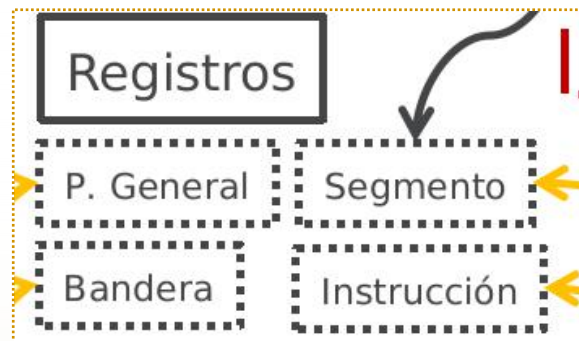 Registros
P. General
Segmento
Bandera
Instrucción